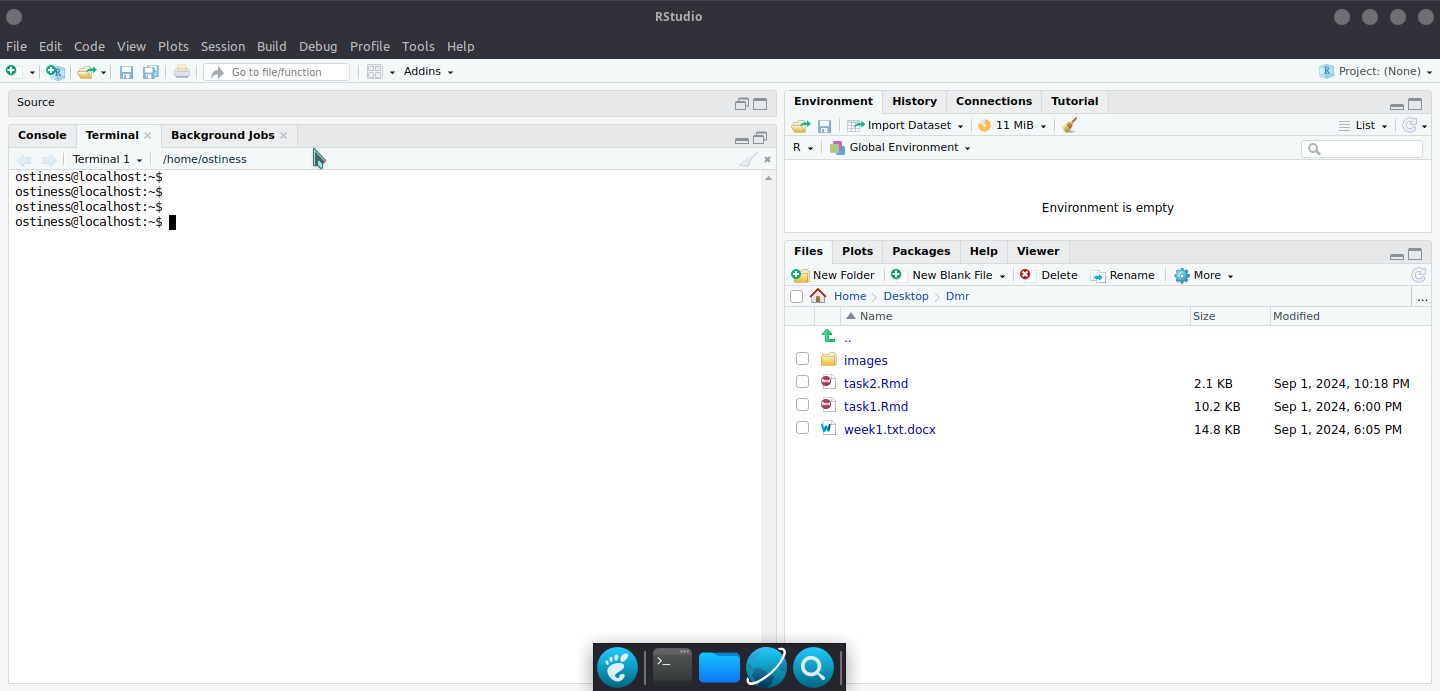 RStudio
File Edit Code View Plots Session Build Debug Profile Tools Help
Go to file/function Addins Project: (None)
Source
Console Terminal Background Jobs
Terminal 1 /home/ostiness
ostiness@localhost:~$
ostiness@localhost:~$
ostiness@localhost:~$
ostiness@localhost:~$
Environment History Connections Tutorial
Import Dataset 11 MiB List
R Global Environment
Environment is empty
Files Plots Packages Help Viewer
New Folder New Blank File Delete Rename More
Home Desktop Dmr ...
Name Size Modified
..
images
task2.Rmd 2.1 KB Sep 1, 2024, 10:18 PM
task1.Rmd 10.2 KB Sep 1, 2024, 6:00 PM
week1.txt.docx 14.8 KB Sep 1, 2024, 6:05 PM